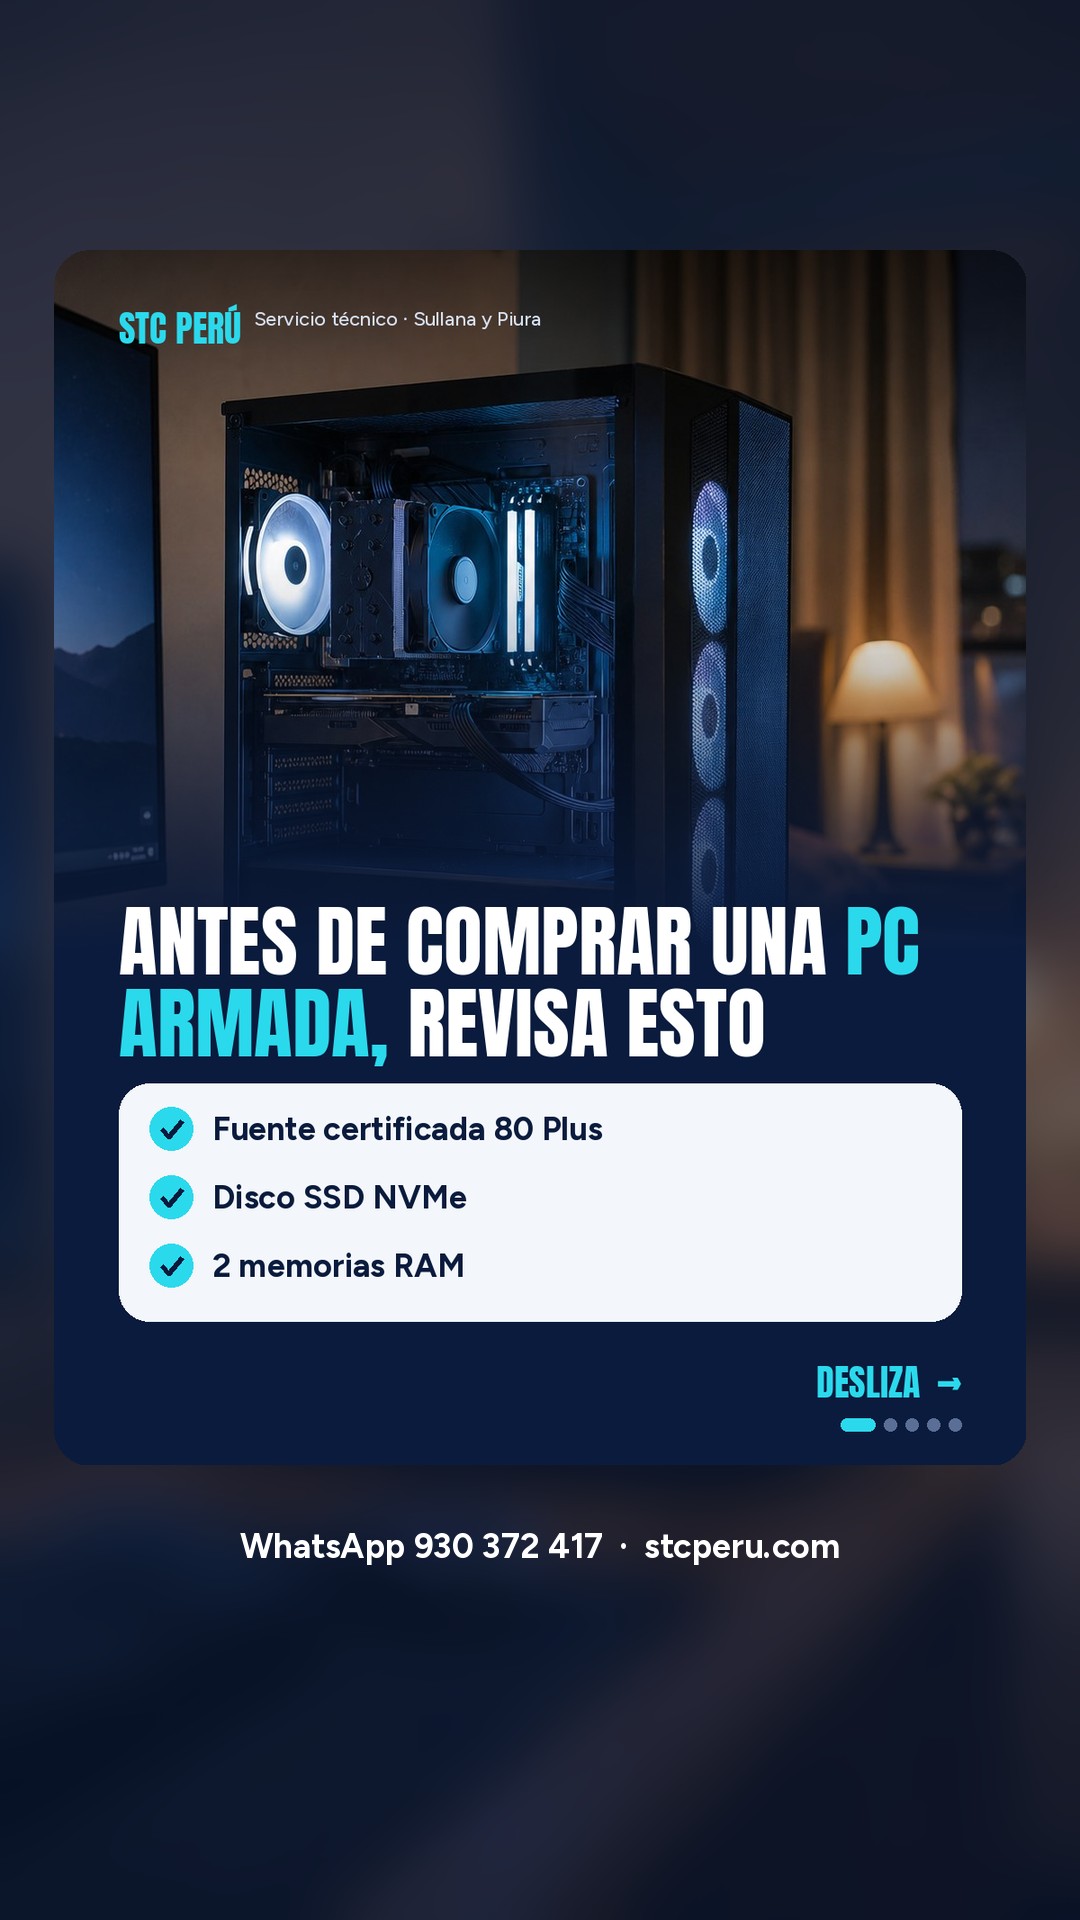 STC PERÚ Servicio técnico · Sullana y Piura
ANTES DE COMPRAR UNA PC
ARMADA, REVISA ESTO
Fuente certificada 80 Plus
Disco SSD NVMe
2 memorias RAM
DESLIZA →
WhatsApp 930 372 417 · stcperu.com